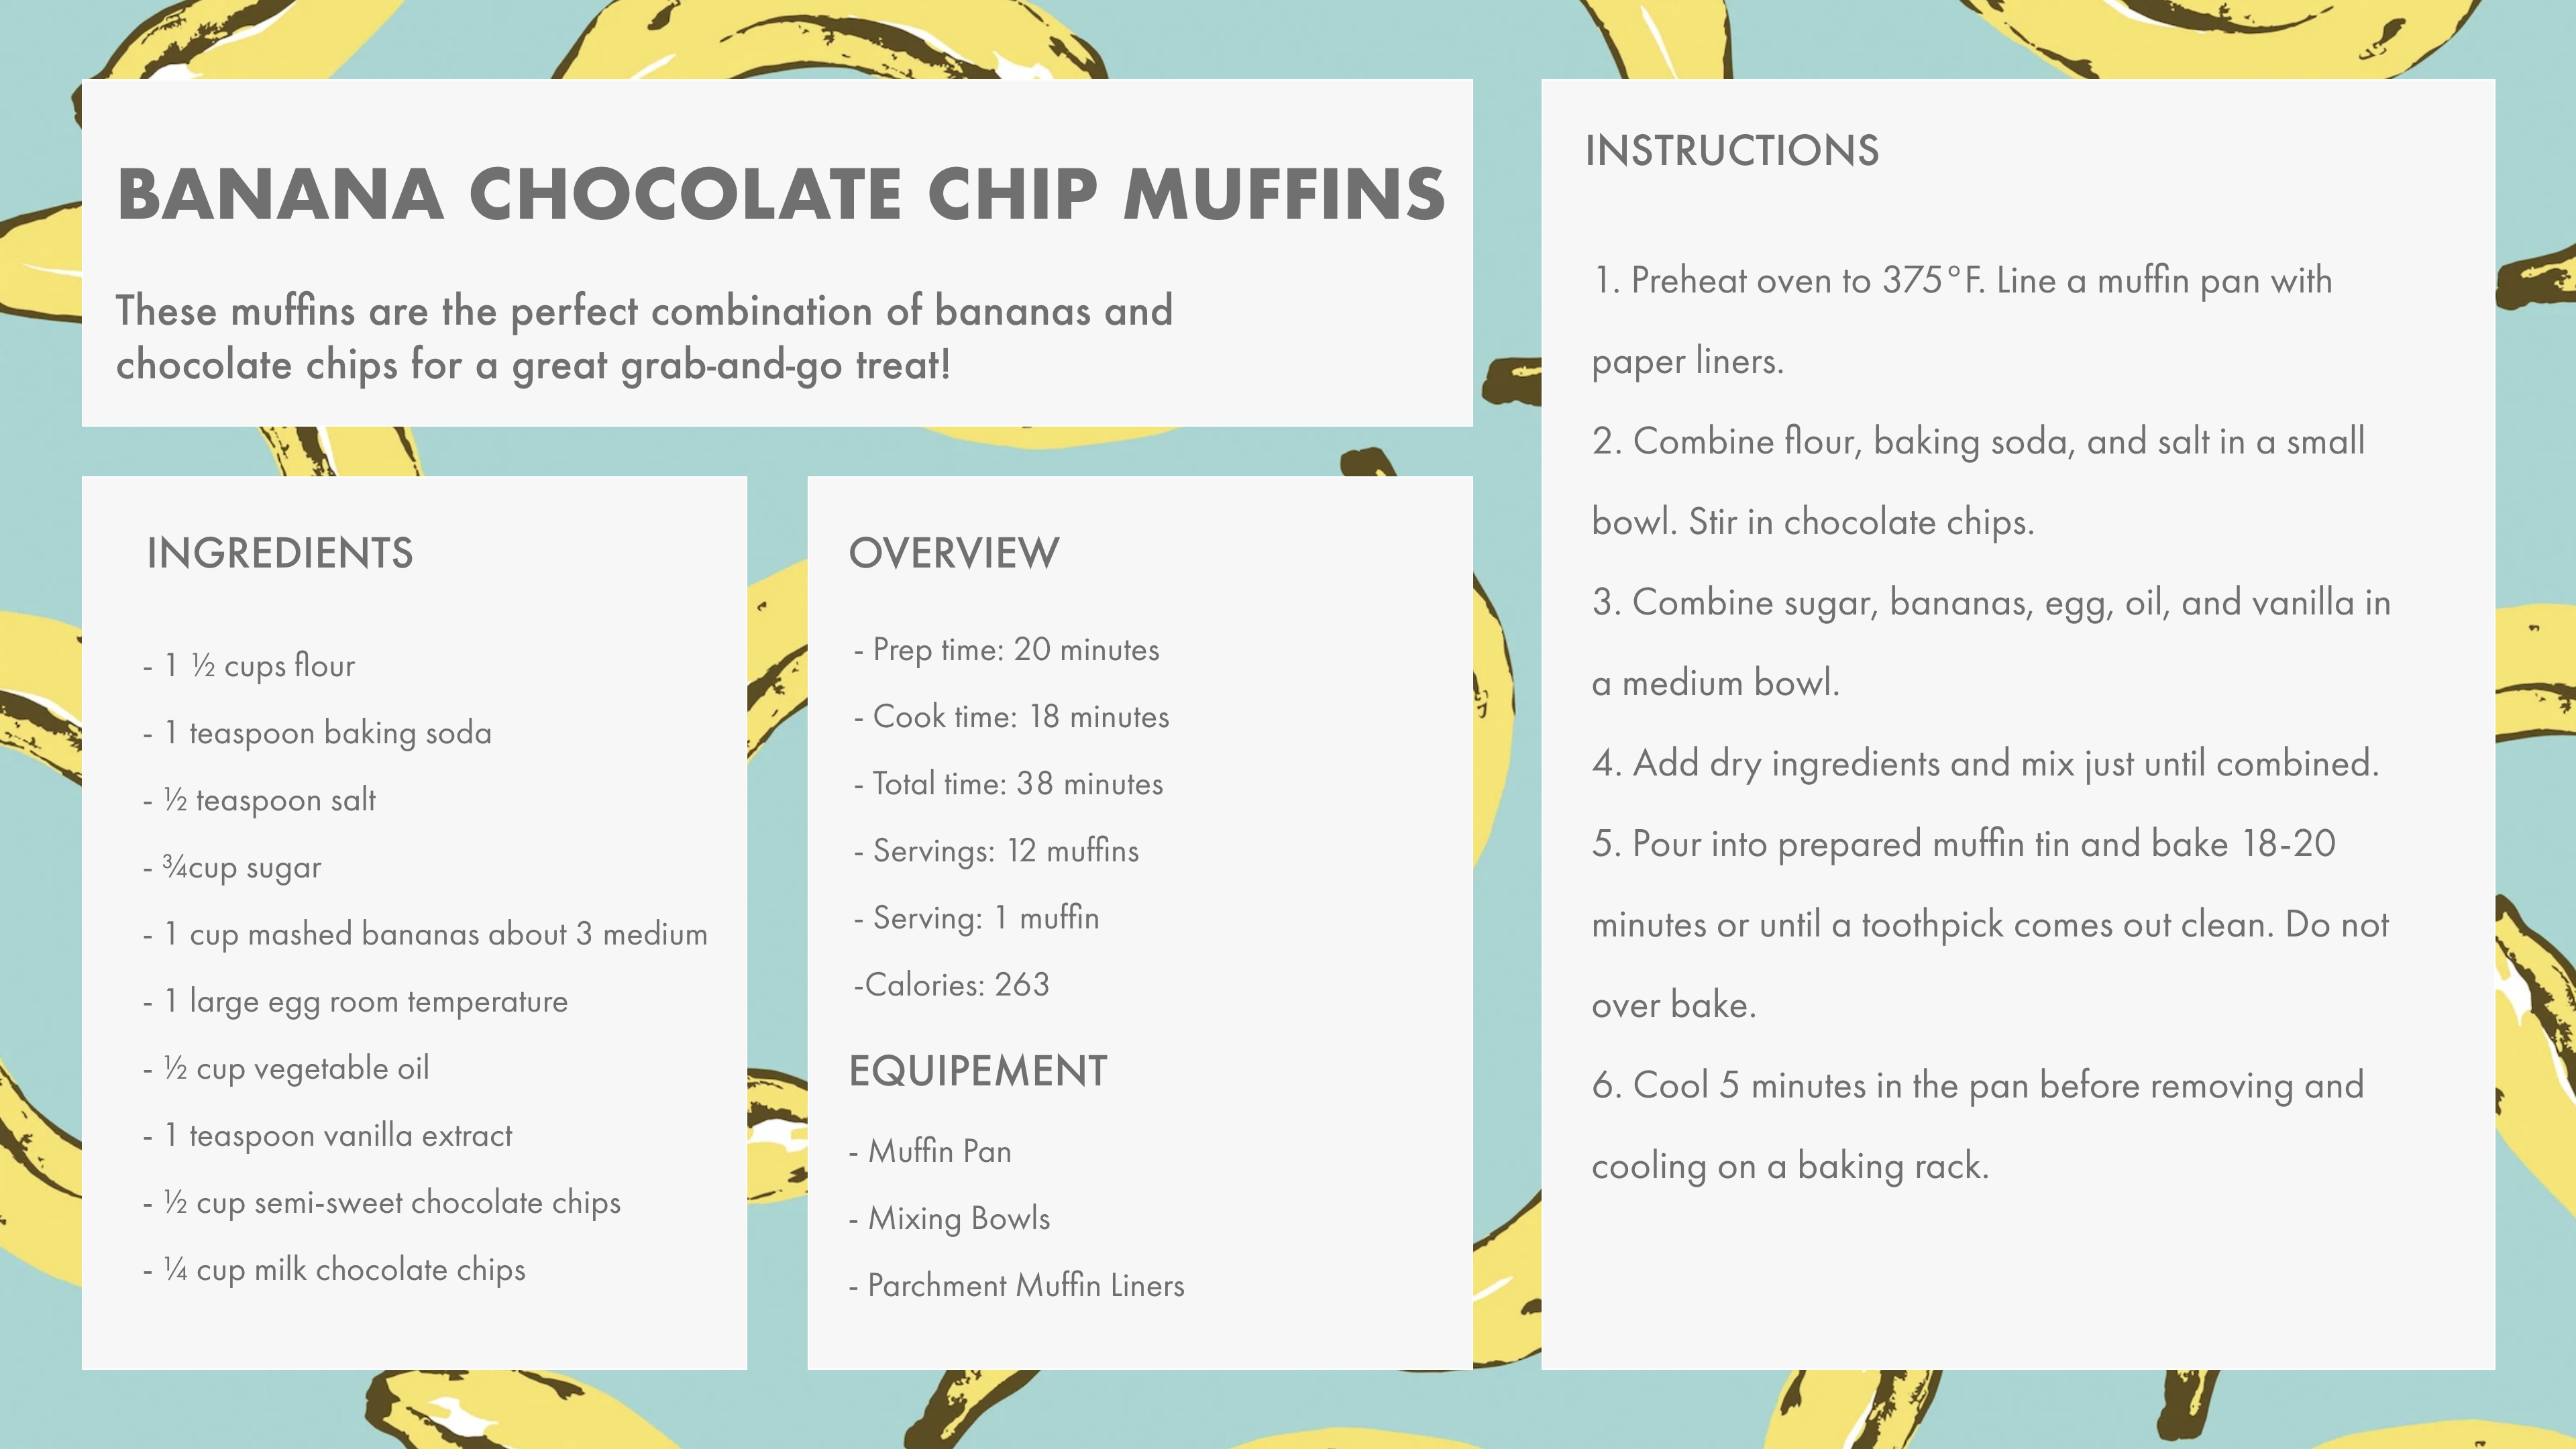 BANANA CHOCOLATE CHIP MUFFINS
These muffins are the perfect combination of bananas and
chocolate chips for a great grab-and-go treat!
INGREDIENTS
- 1 ½ cups flour
- 1 teaspoon baking soda
- ½ teaspoon salt
- ¾cup sugar
- 1 cup mashed bananas about 3 medium
- 1 large egg room temperature
- ½ cup vegetable oil
- 1 teaspoon vanilla extract
- ½ cup semi-sweet chocolate chips
- ¼ cup milk chocolate chips
OVERVIEW
- Prep time: 20 minutes
- Cook time: 18 minutes
- Total time: 38 minutes
- Servings: 12 muffins
- Serving: 1 muffin
-Calories: 263
EQUIPEMENT
- Muffin Pan
- Mixing Bowls
- Parchment Muffin Liners
INSTRUCTIONS
1. Preheat oven to 375°F. Line a muffin pan with
paper liners.
2. Combine flour, baking soda, and salt in a small
bowl. Stir in chocolate chips.
3. Combine sugar, bananas, egg, oil, and vanilla in
a medium bowl.
4. Add dry ingredients and mix just until combined.
5. Pour into prepared muffin tin and bake 18-20
minutes or until a toothpick comes out clean. Do not
over bake.
6. Cool 5 minutes in the pan before removing and
cooling on a baking rack.